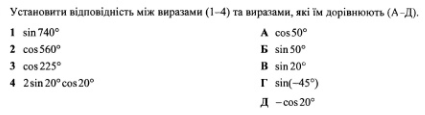 Установити відповідність між виразами (1–4) та виразами, які їм дорівнюють (А–Д).
1 sin 740° А cos 50°
2 cos 560° Б sin 50°
3 cos 225° В sin 20°
4 2 sin 20° cos 20° Г sin(−45°)
Д − cos 20°